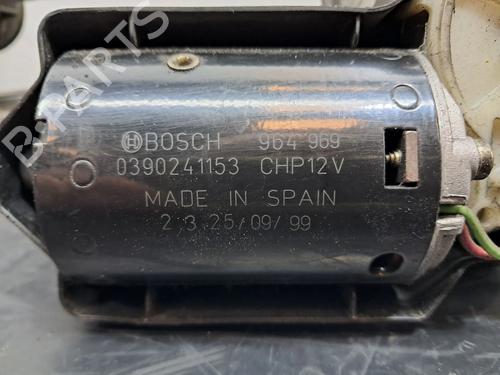 BOSCH 964 969
0390241153 CHP12V
MADE IN SPAIN
2 3 25/09/99
B-PARTS